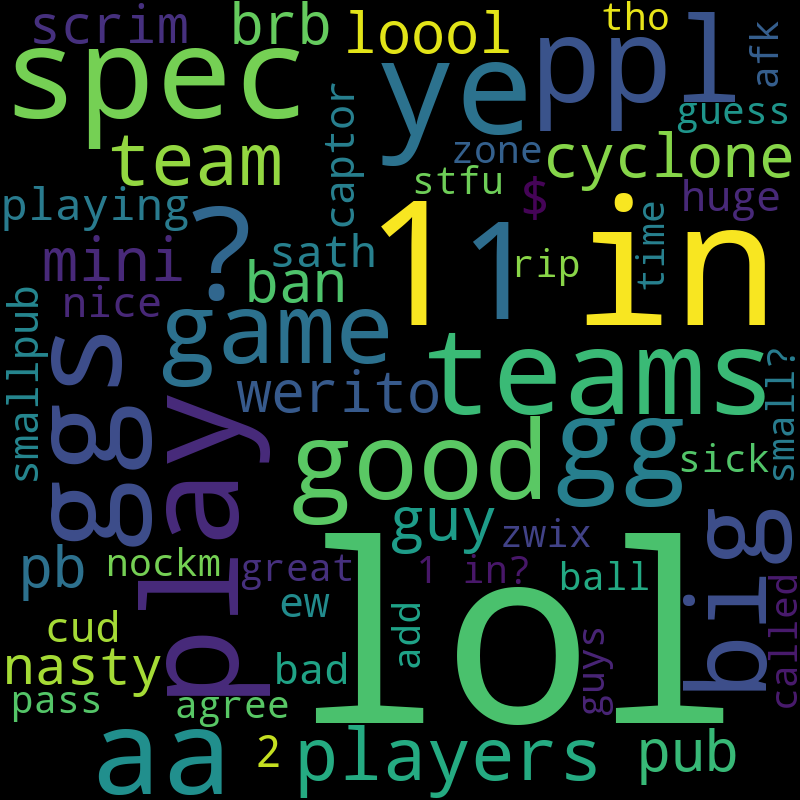 scrim
brb
loool
tho
spec
ye
ppl
afk
guess
team
captor
zone
cyclone
stfu
$
huge
playing
?
1
1
in
time
mini
sath
rip
nice
ban
smallpub
ggs
game
teams
small?
werito
play
good
gg
sick
guy
zwix
big
pb
nockm
great
1 in?
ball
called
ew
add
cud
guys
nasty
bad
lol
pass
agree
aa
2
players
pub